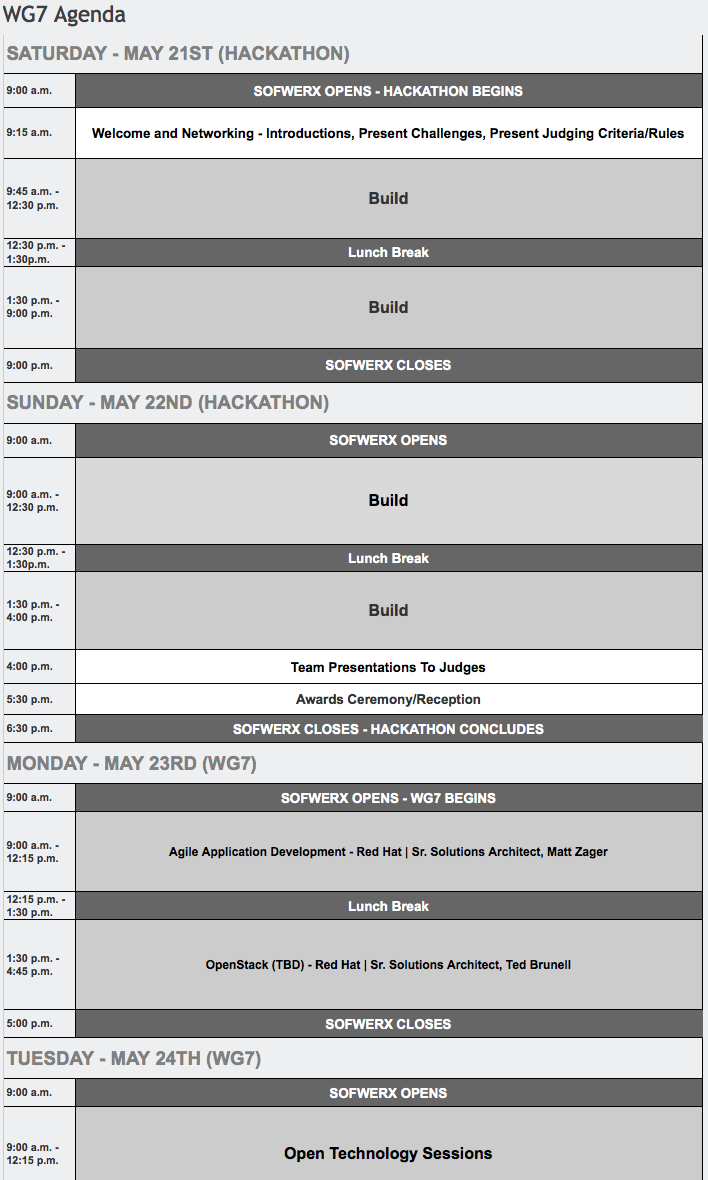 WG7 Agenda
SATURDAY - MAY 21ST (HACKATHON)
9:00 a.m.
SOFWERX OPENS - HACKATHON BEGINS
9:15 a.m.
Welcome and Networking - Introductions, Present Challenges, Present Judging Criteria/Rules
9:45 a.m. -
12:30 p.m.
Build
12:30 p.m. -
1:30p.m.
Lunch Break
1:30 p.m. -
9:00 p.m.
Build
9:00 p.m.
SOFWERX CLOSES
SUNDAY - MAY 22ND (HACKATHON)
9:00 a.m.
SOFWERX OPENS
9:00 a.m. -
12:30 p.m.
Build
12:30 p.m. -
1:30p.m.
Lunch Break
1:30 p.m. -
4:00 p.m.
Build
4:00 p.m.
Team Presentations To Judges
5:30 p.m.
Awards Ceremony/Reception
6:30 p.m.
SOFWERX CLOSES - HACKATHON CONCLUDES
MONDAY - MAY 23RD (WG7)
9:00 a.m.
SOFWERX OPENS - WG7 BEGINS
9:00 a.m. -
12:15 p.m.
Agile Application Development - Red Hat | Sr. Solutions Architect, Matt Zager
12:15 p.m. -
1:30 p.m.
Lunch Break
1:30 p.m. -
4:45 p.m.
OpenStack (TBD) - Red Hat | Sr. Solutions Architect, Ted Brunell
5:00 p.m.
SOFWERX CLOSES
TUESDAY - MAY 24TH (WG7)
9:00 a.m.
SOFWERX OPENS
9:00 a.m. -
12:15 p.m.
Open Technology Sessions